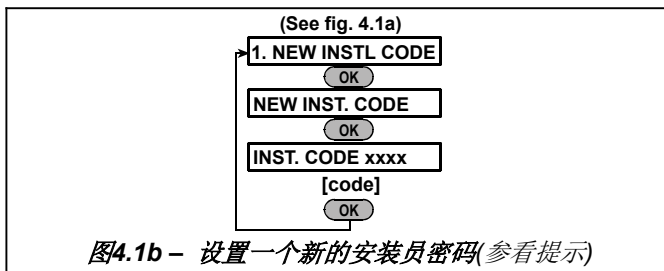 (See fig. 4.1a)
1. NEW INSTL CODE
OK
NEW INST. CODE
OK
INST. CODE xxxx
[code]
OK
图4.1b – 设置一个新的安装员密码(参看提示)